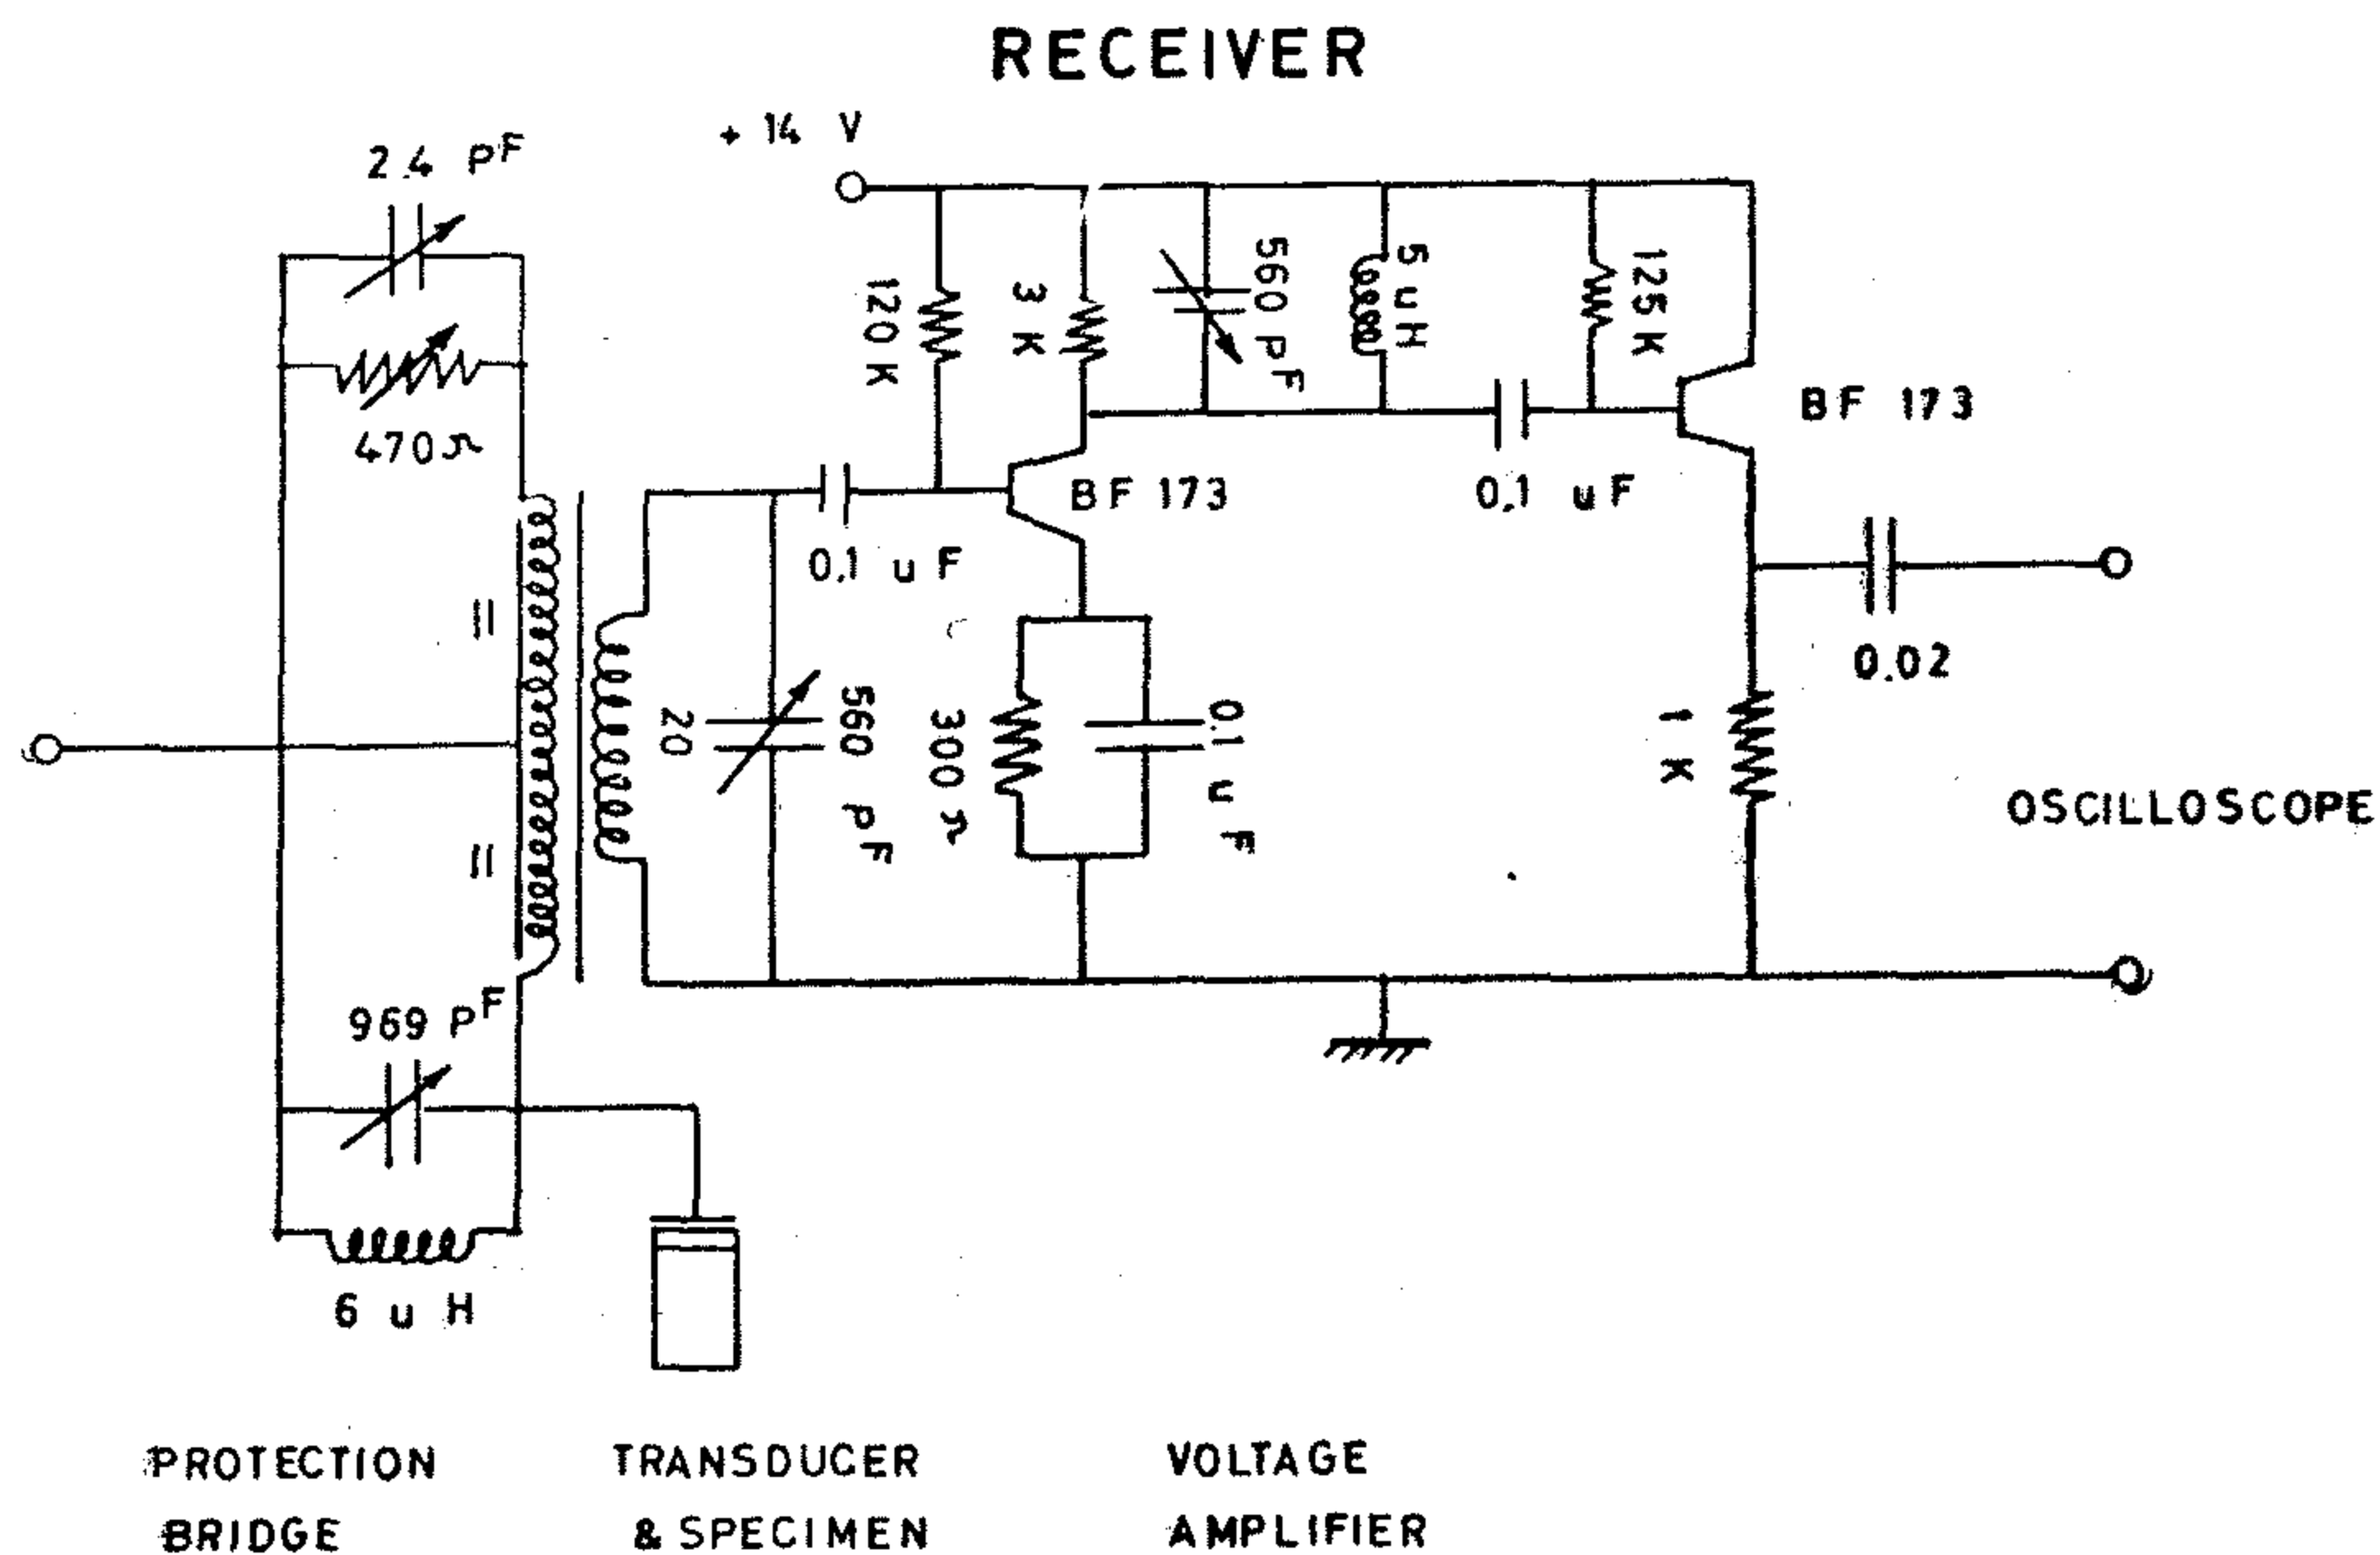 RECEIVER
+ 14 V
2.4 PF
470Ω
120 K
3 K
560 PF
5 uH
125 K
BF 173
BF 173
0,1 uF
0,1 uF
0.02
||
||
20
560 PF
300 Ω
0.1 uF
1 K
OSCILLOSCOPE
969 PF
6 uH
PROTECTION
BRIDGE
TRANSDUCER
& SPECIMEN
VOLTAGE
AMPLIFIER